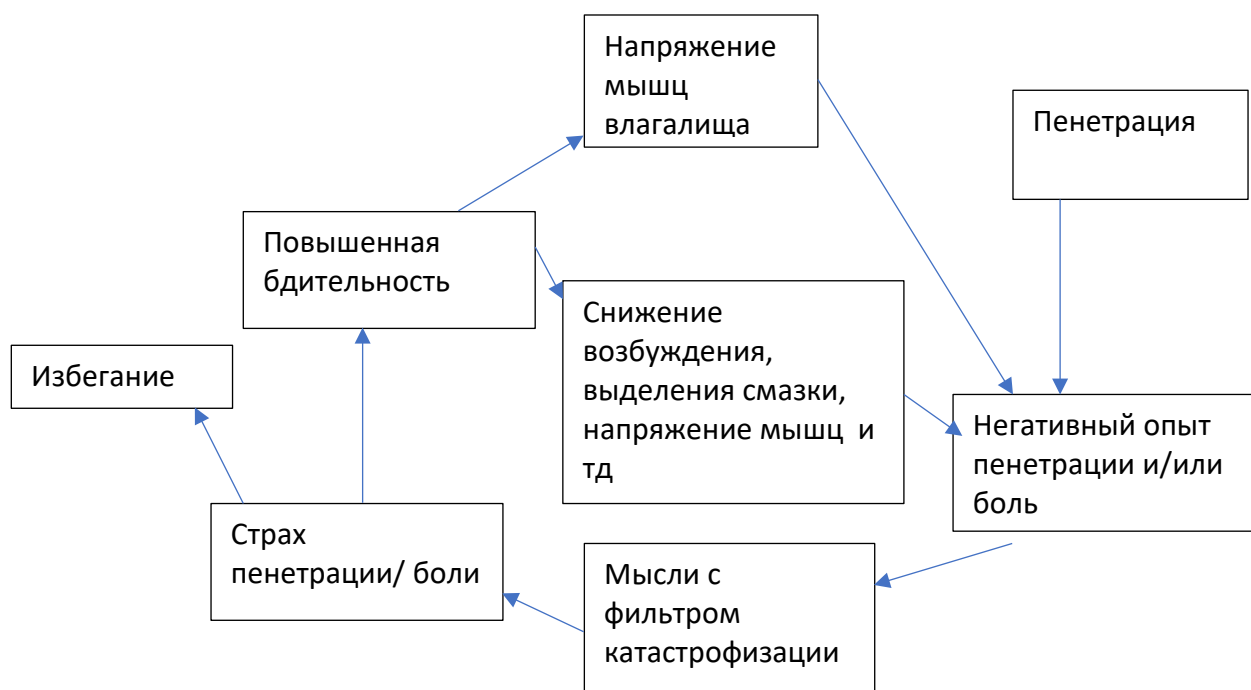 Напряжение
мышц
влагалища
Пенетрация
Повышенная
бдительность
Снижение
возбуждения,
выделения смазки,
напряжение мышц и
тд
Избегание
Негативный опыт
пенетрации и/или
боль
Страх
пенетрации/ боли
Мысли с
фильтром
катастрофизации